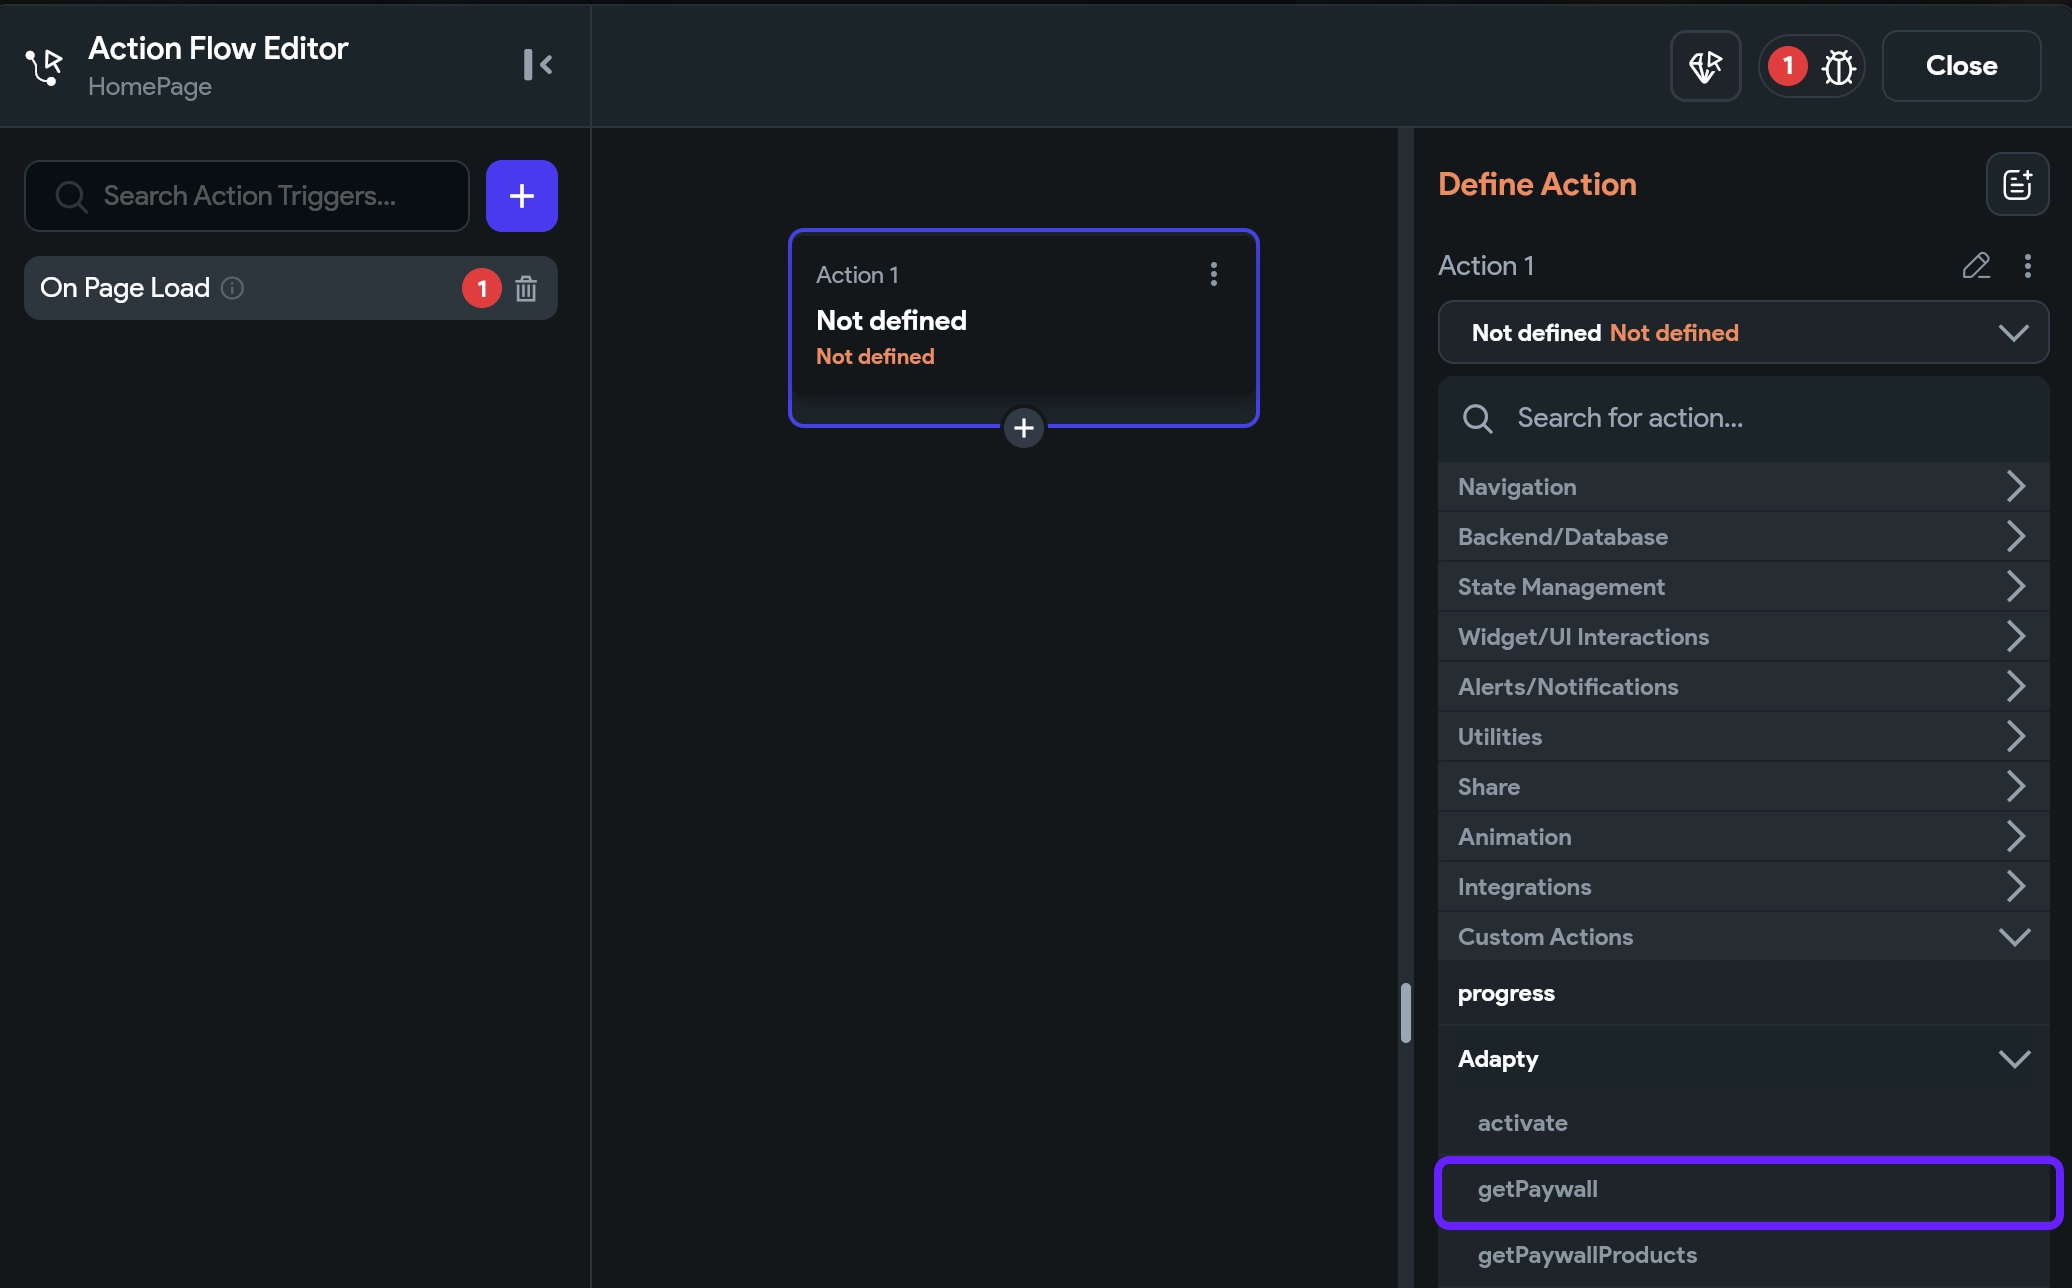 Action Flow Editor
HomePage
1
Close
Search Action Triggers...
On Page Load
1
Action 1
Not defined
Not defined
Define Action
Action 1
Not defined Not defined
Search for action...
Navigation
Backend/Database
State Management
Widget/UI Interactions
Alerts/Notifications
Utilities
Share
Animation
Integrations
Custom Actions
progress
Adapty
activate
getPaywall
getPaywallProducts